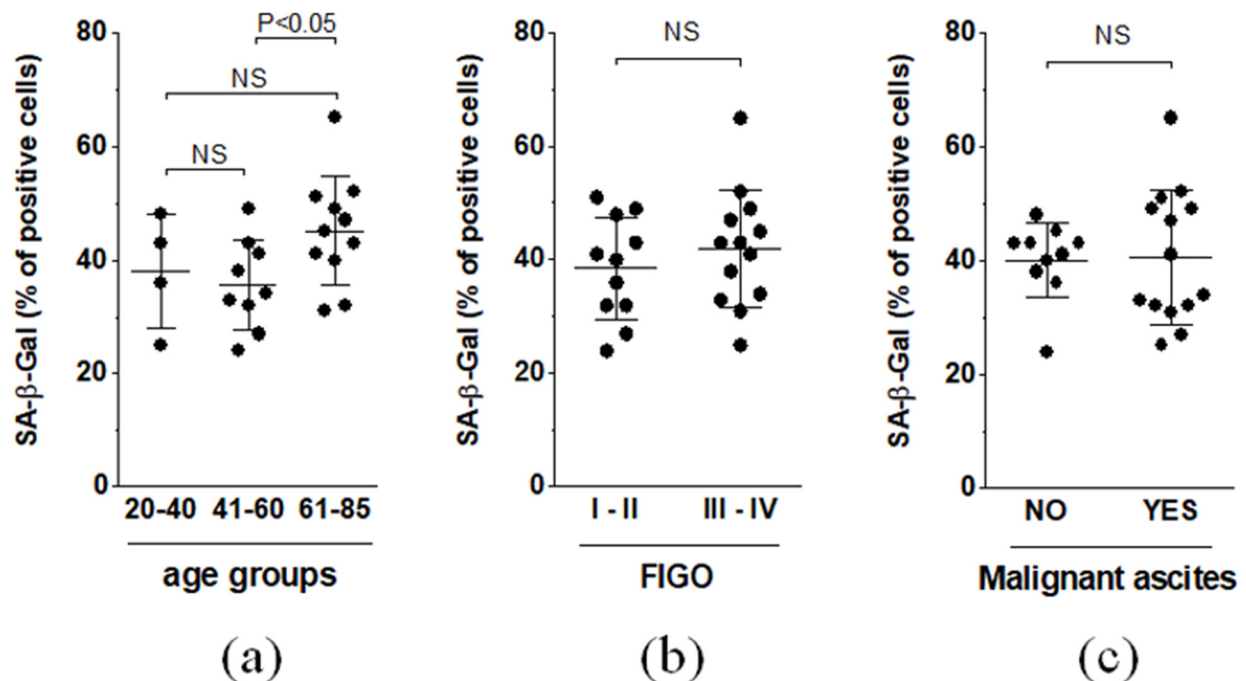 SA-β-Gal (% of positive cells)
80
60
40
20
0
P<0.05
NS
NS
20-40 41-60 61-85
age groups
(a)
SA-β-Gal (% of positive cells)
80
60
40
20
0
NS
I - II III - IV
FIGO
(b)
SA-β-Gal (% of positive cells)
80
60
40
20
0
NS
NO YES
Malignant ascites
(c)